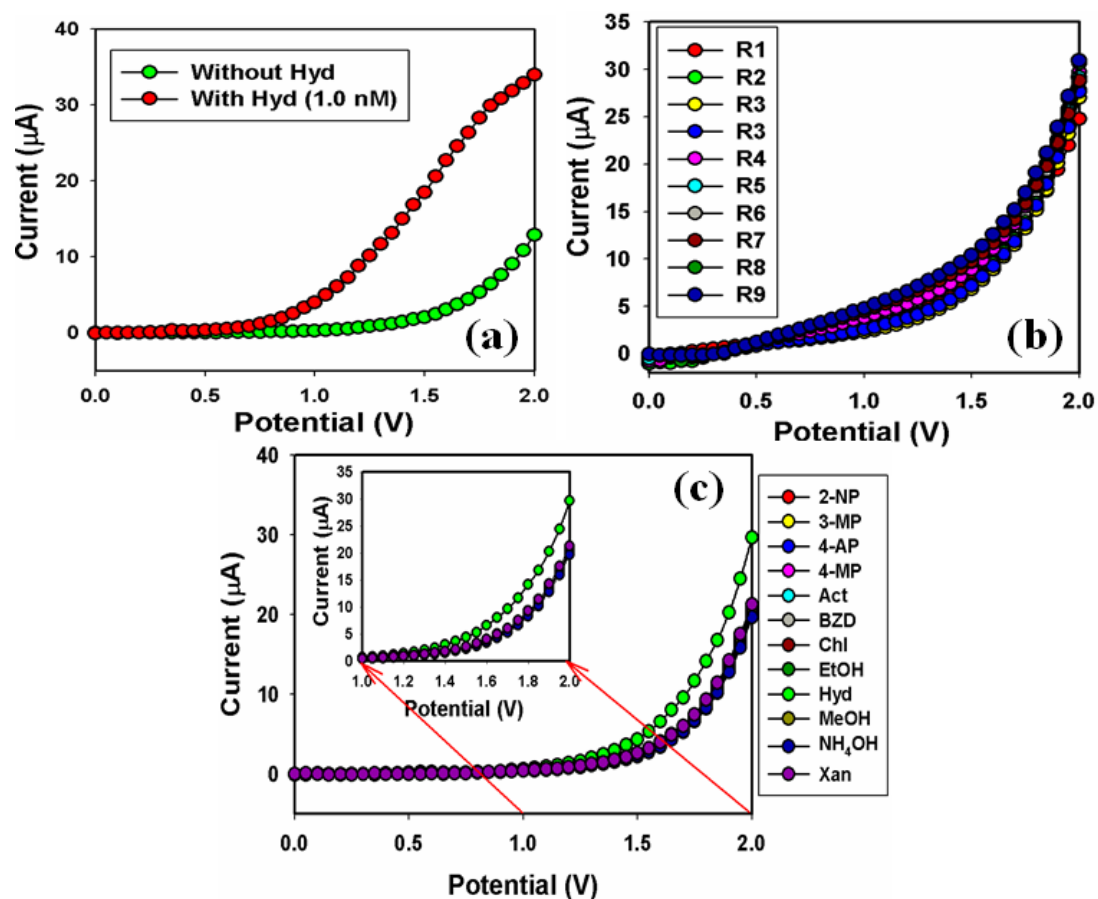 40
30
20
10
0
Current (μA)
Without Hyd
With Hyd (1.0 nM)
(a)
0.0 0.5 1.0 1.5 2.0
Potential (V)
35
30
25
20
15
10
5
0
Current (μA)
R1
R2
R3
R3
R4
R5
R6
R7
R8
R9
(b)
0.0 0.5 1.0 1.5 2.0
Potential (V)
40
30
20
10
0
Current (μA)
35
30
25
20
15
10
5
0
Current (μA)
1.0 1.2 1.4 1.6 1.8 2.0
Potential (V)
(c)
0.0 0.5 1.0 1.5 2.0
Potential (V)
2-NP
3-MP
4-AP
4-MP
Act
BZD
Chl
EtOH
Hyd
MeOH
NH₄OH
Xan